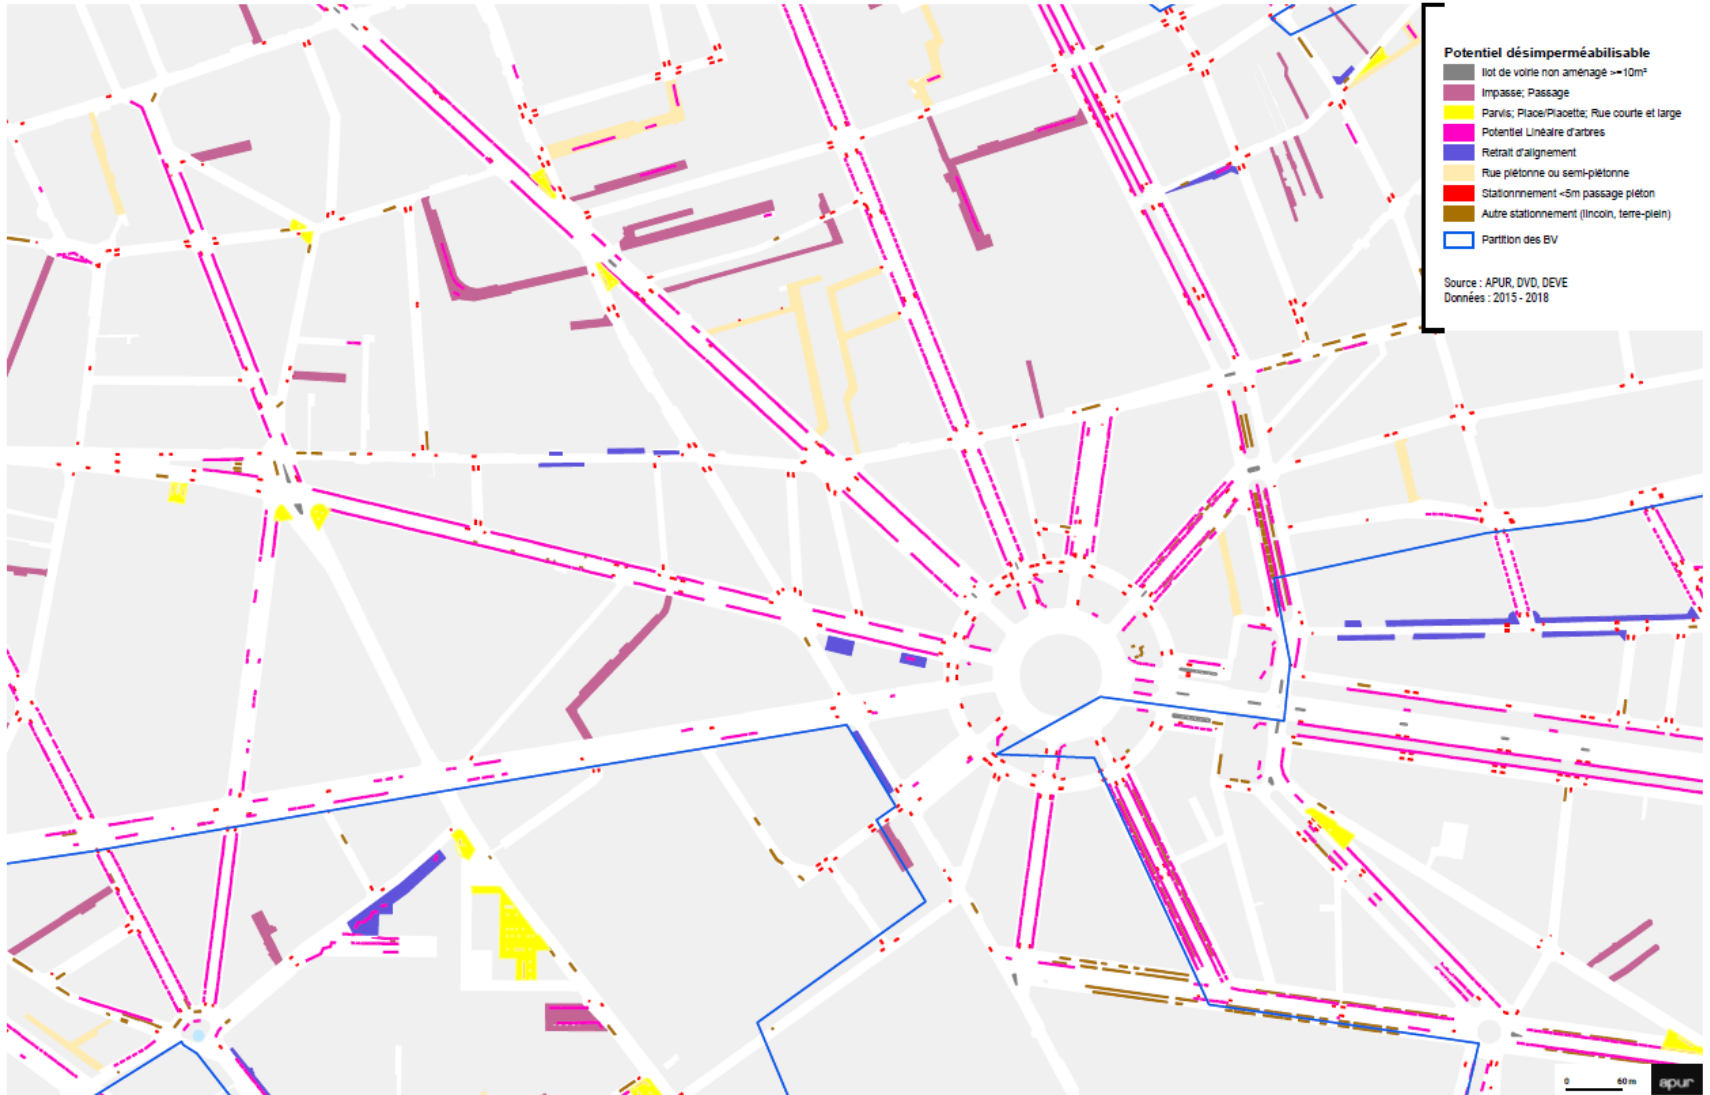 Potentiel désimperméabilisable
Ilot de voirie non aménagé >=10m²
Impasse; Passage
Parvis; Place/Placette; Rue courte et large
Potentiel Linéaire d'arbres
Retrait d'alignement
Rue piétonne ou semi-piétonne
Stationnnement <5m passage piéton
Autre stationnement (lincoln, terre-plein)
Partition des BV
Source : APUR, DVD, DEVE
Données : 2015 - 2018
0 60 m
apur